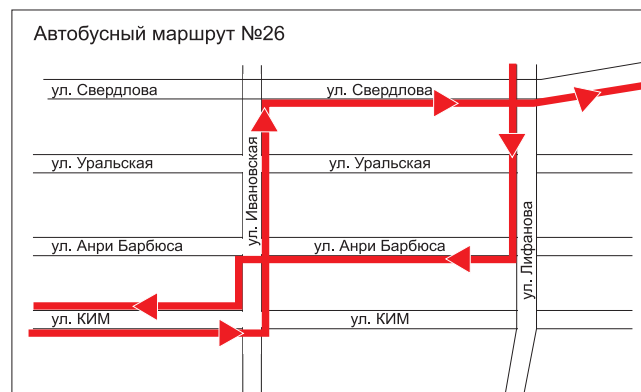 Автобусный маршрут №26
ул. Свердлова
ул. Свердлова
ул. Уральская
ул. Ивановская
ул. Уральская
ул. Анри Барбюса
ул. Анри Барбюса
ул. Лифанова
ул. КИМ
ул. КИМ